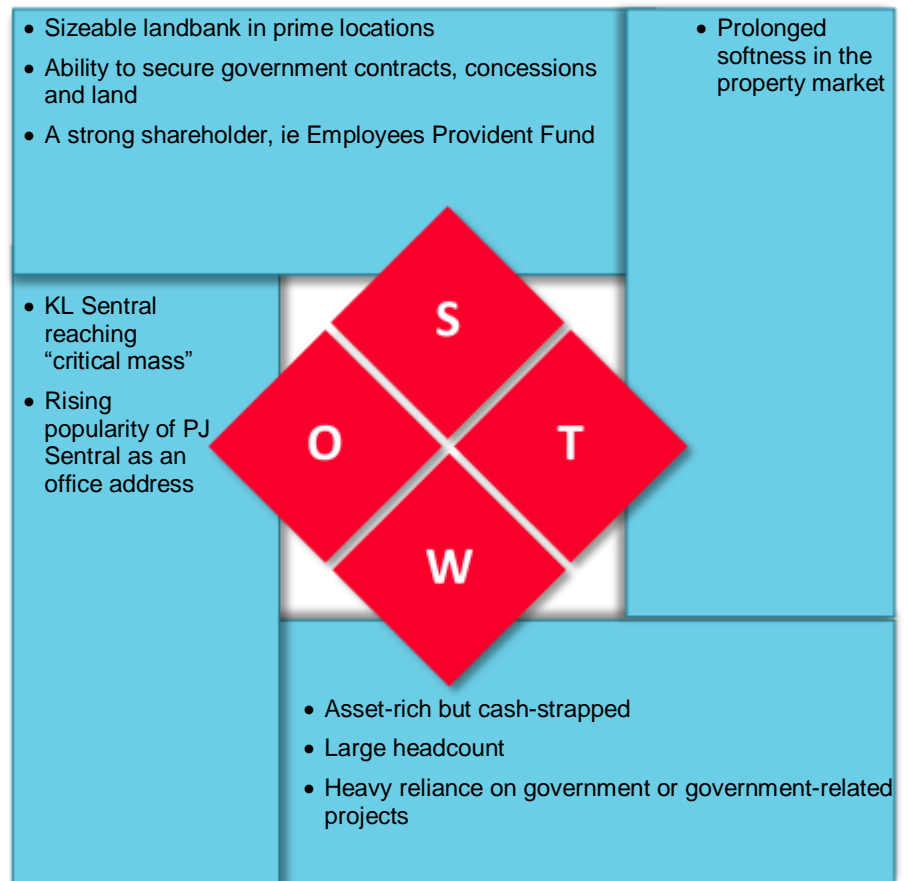 • Sizeable landbank in prime locations
• Ability to secure government contracts, concessions
and land
• A strong shareholder, ie Employees Provident Fund
• Prolonged
softness in the
property market
• KL Sentral
reaching
“critical mass”
• Rising
popularity of PJ
Sentral as an
office address
S
O
T
W
• Asset-rich but cash-strapped
• Large headcount
• Heavy reliance on government or government-related
projects